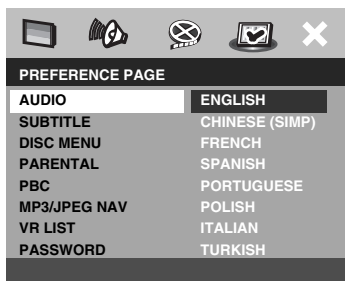 PREFERENCE PAGE
AUDIO ENGLISH
SUBTITLE CHINESE (SIMP)
DISC MENU FRENCH
PARENTAL SPANISH
PBC PORTUGUESE
MP3/JPEG NAV POLISH
VR LIST ITALIAN
PASSWORD TURKISH